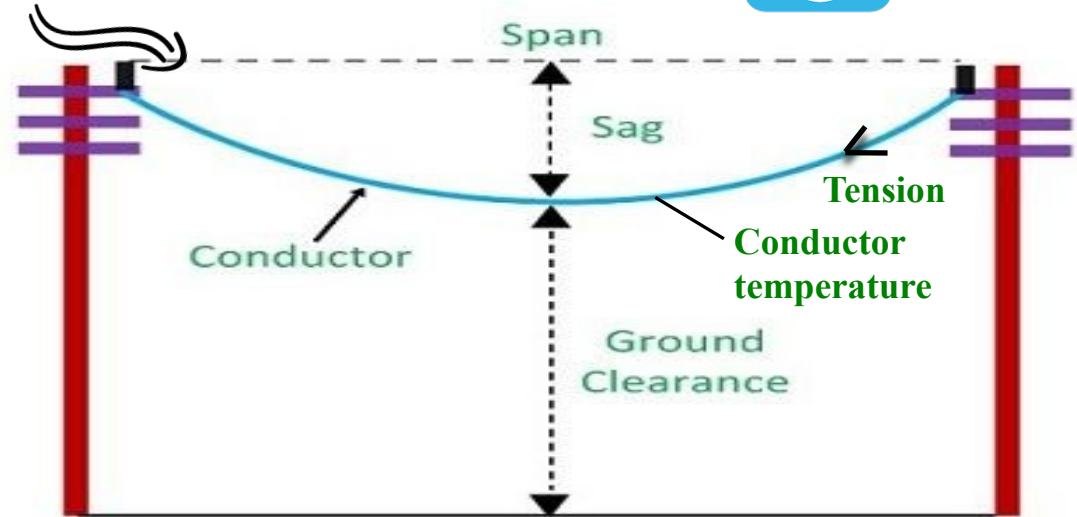 Span
Sag
Tension
Conductor
Conductor
temperature
Ground
Clearance